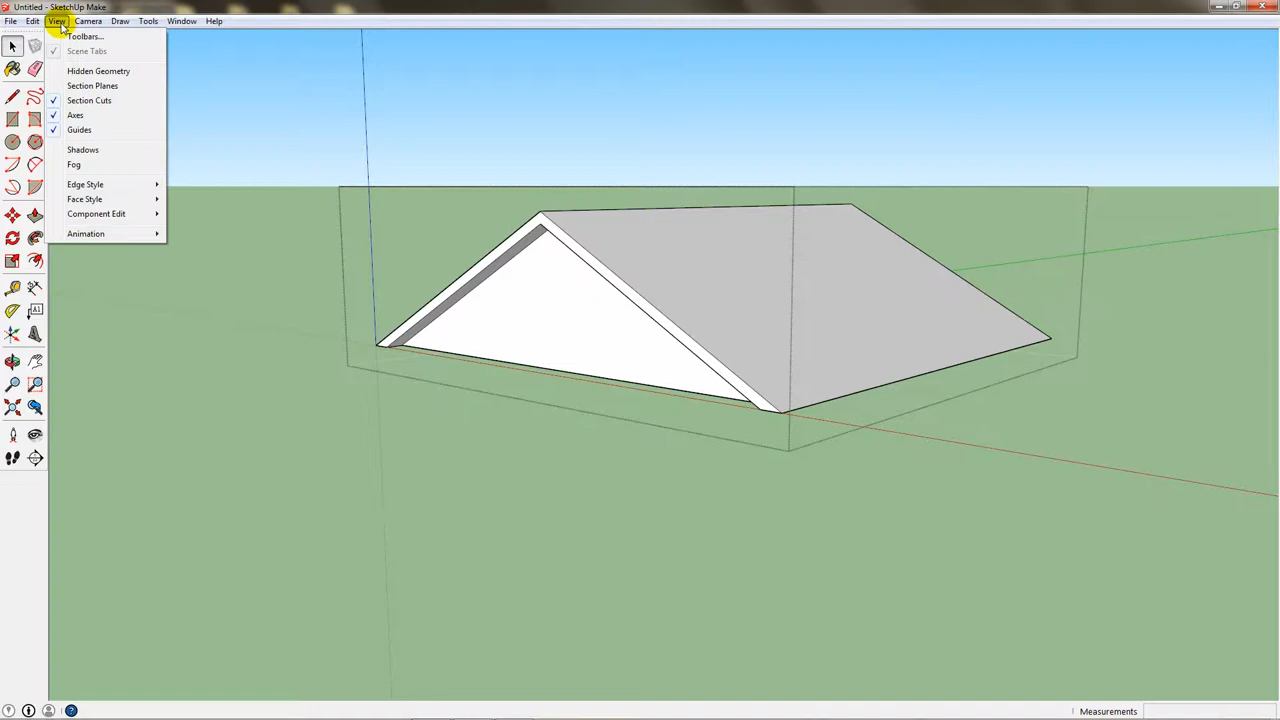 Untitled - SketchUp Make
File Edit View Camera Draw Tools Window Help
Toolbars...
Scene Tabs
Hidden Geometry
Section Planes
Section Cuts
Axes
Guides
Shadows
Fog
Edge Style
Face Style
Component Edit
Animation
A1
Measurements